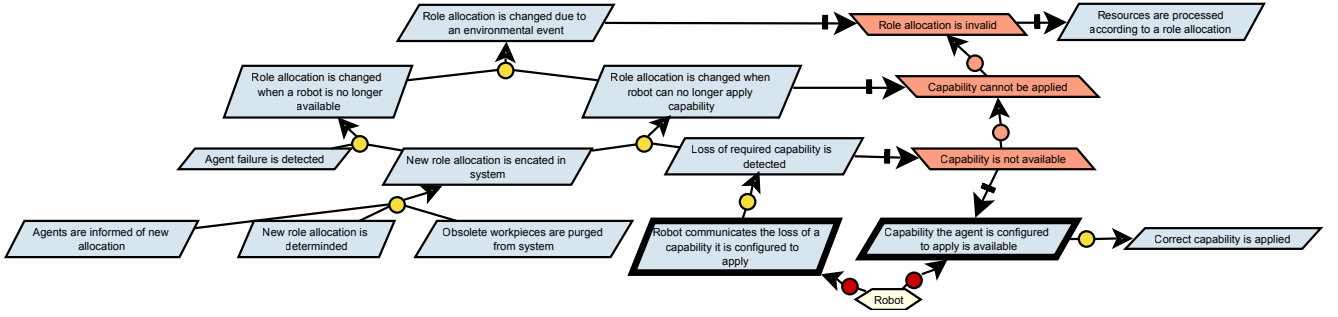 Role allocation is changed due to
an environmental event
Role allocation is invalid
Resources are processed
according to a role allocation
Role allocation is changed
when a robot is no longer
available
Role allocation is changed when
robot can no longer apply
capability
Capability cannot be applied
Agent failure is detected
New role allocation is encated in
system
Loss of required capability is
detected
Capability is not available
Agents are informed of new
allocation
New role allocation is
determinded
Obsolete workpieces are purged
from system
Robot communicates the loss of a
capability it is configured to
apply
Capability the agent is configured
to apply is available
Correct capability is applied
Robot